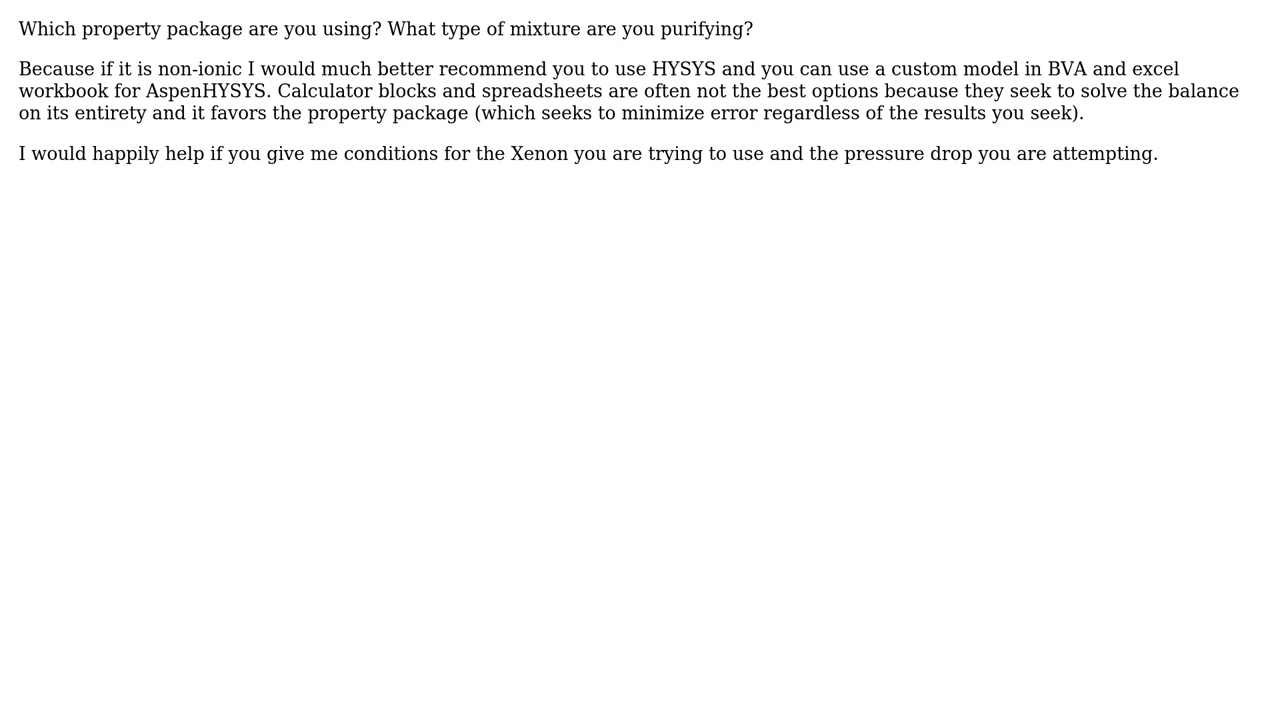 Which property package are you using? What type of mixture are you purifying?
Because if it is non-ionic I would much better recommend you to use HYSYS and you can use a custom model in BVA and excel
workbook for AspenHYSYS. Calculator blocks and spreadsheets are often not the best options because they seek to solve the balance
on its entirety and it favors the property package (which seeks to minimize error regardless of the results you seek).
I would happily help if you give me conditions for the Xenon you are trying to use and the pressure drop you are attempting.